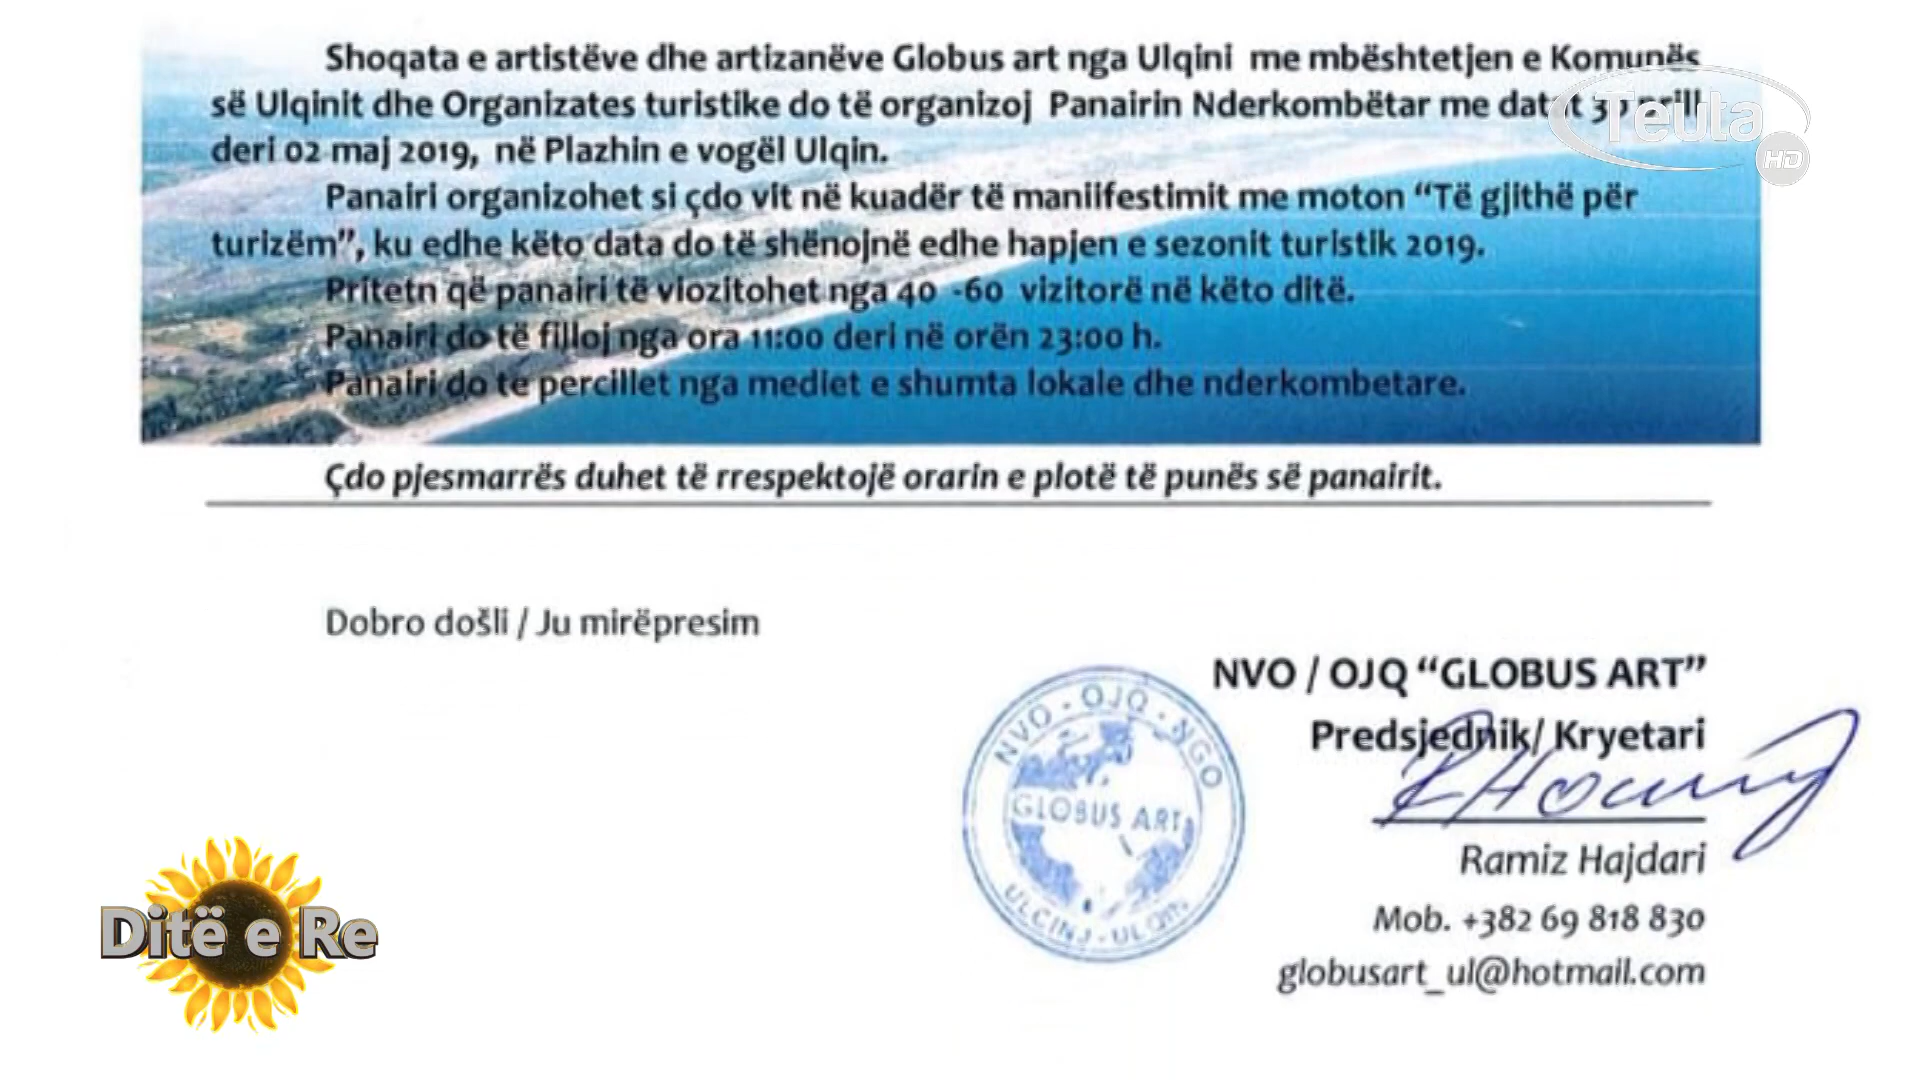 Shoqata e artistëve dhe artizanëve Globus art nga Ulqini me mbështetjen e Komunës
së Ulqinit dhe Organizates turistike do të organizoj Panairin Nderkombëtar me datat 30 prill
deri 02 maj 2019, në Plazhin e vogël Ulqin.
Panairi organizohet si çdo vit në kuadër të maniifestimit me moton “Të gjithë për
turizëm”, ku edhe këto data do të shënojnë edhe hapjen e sezonit turistik 2019.
Pritetn që panairi të viozitohet nga 40 -60 vizitorë në këto ditë.
Panairi do të filloj nga ora 11:00 deri në orën 23:00 h.
Panairi do te percillet nga mediet e shumta lokale dhe nderkombetare.
Çdo pjesmarrës duhet të rrespektojë orarin e plotë të punës së panairit.
Dobro došli / Ju mirëpresim
NVO / OJQ “GLOBUS ART”
Predsjednik/ Kryetari
Ramiz Hajdari
Mob. +382 69 818 830
globusart_ul@hotmail.com
NVO - OJQ - NGO
GLOBUS ART
ULCINJ - ULQIN
Teuta
HD
Ditë e Re